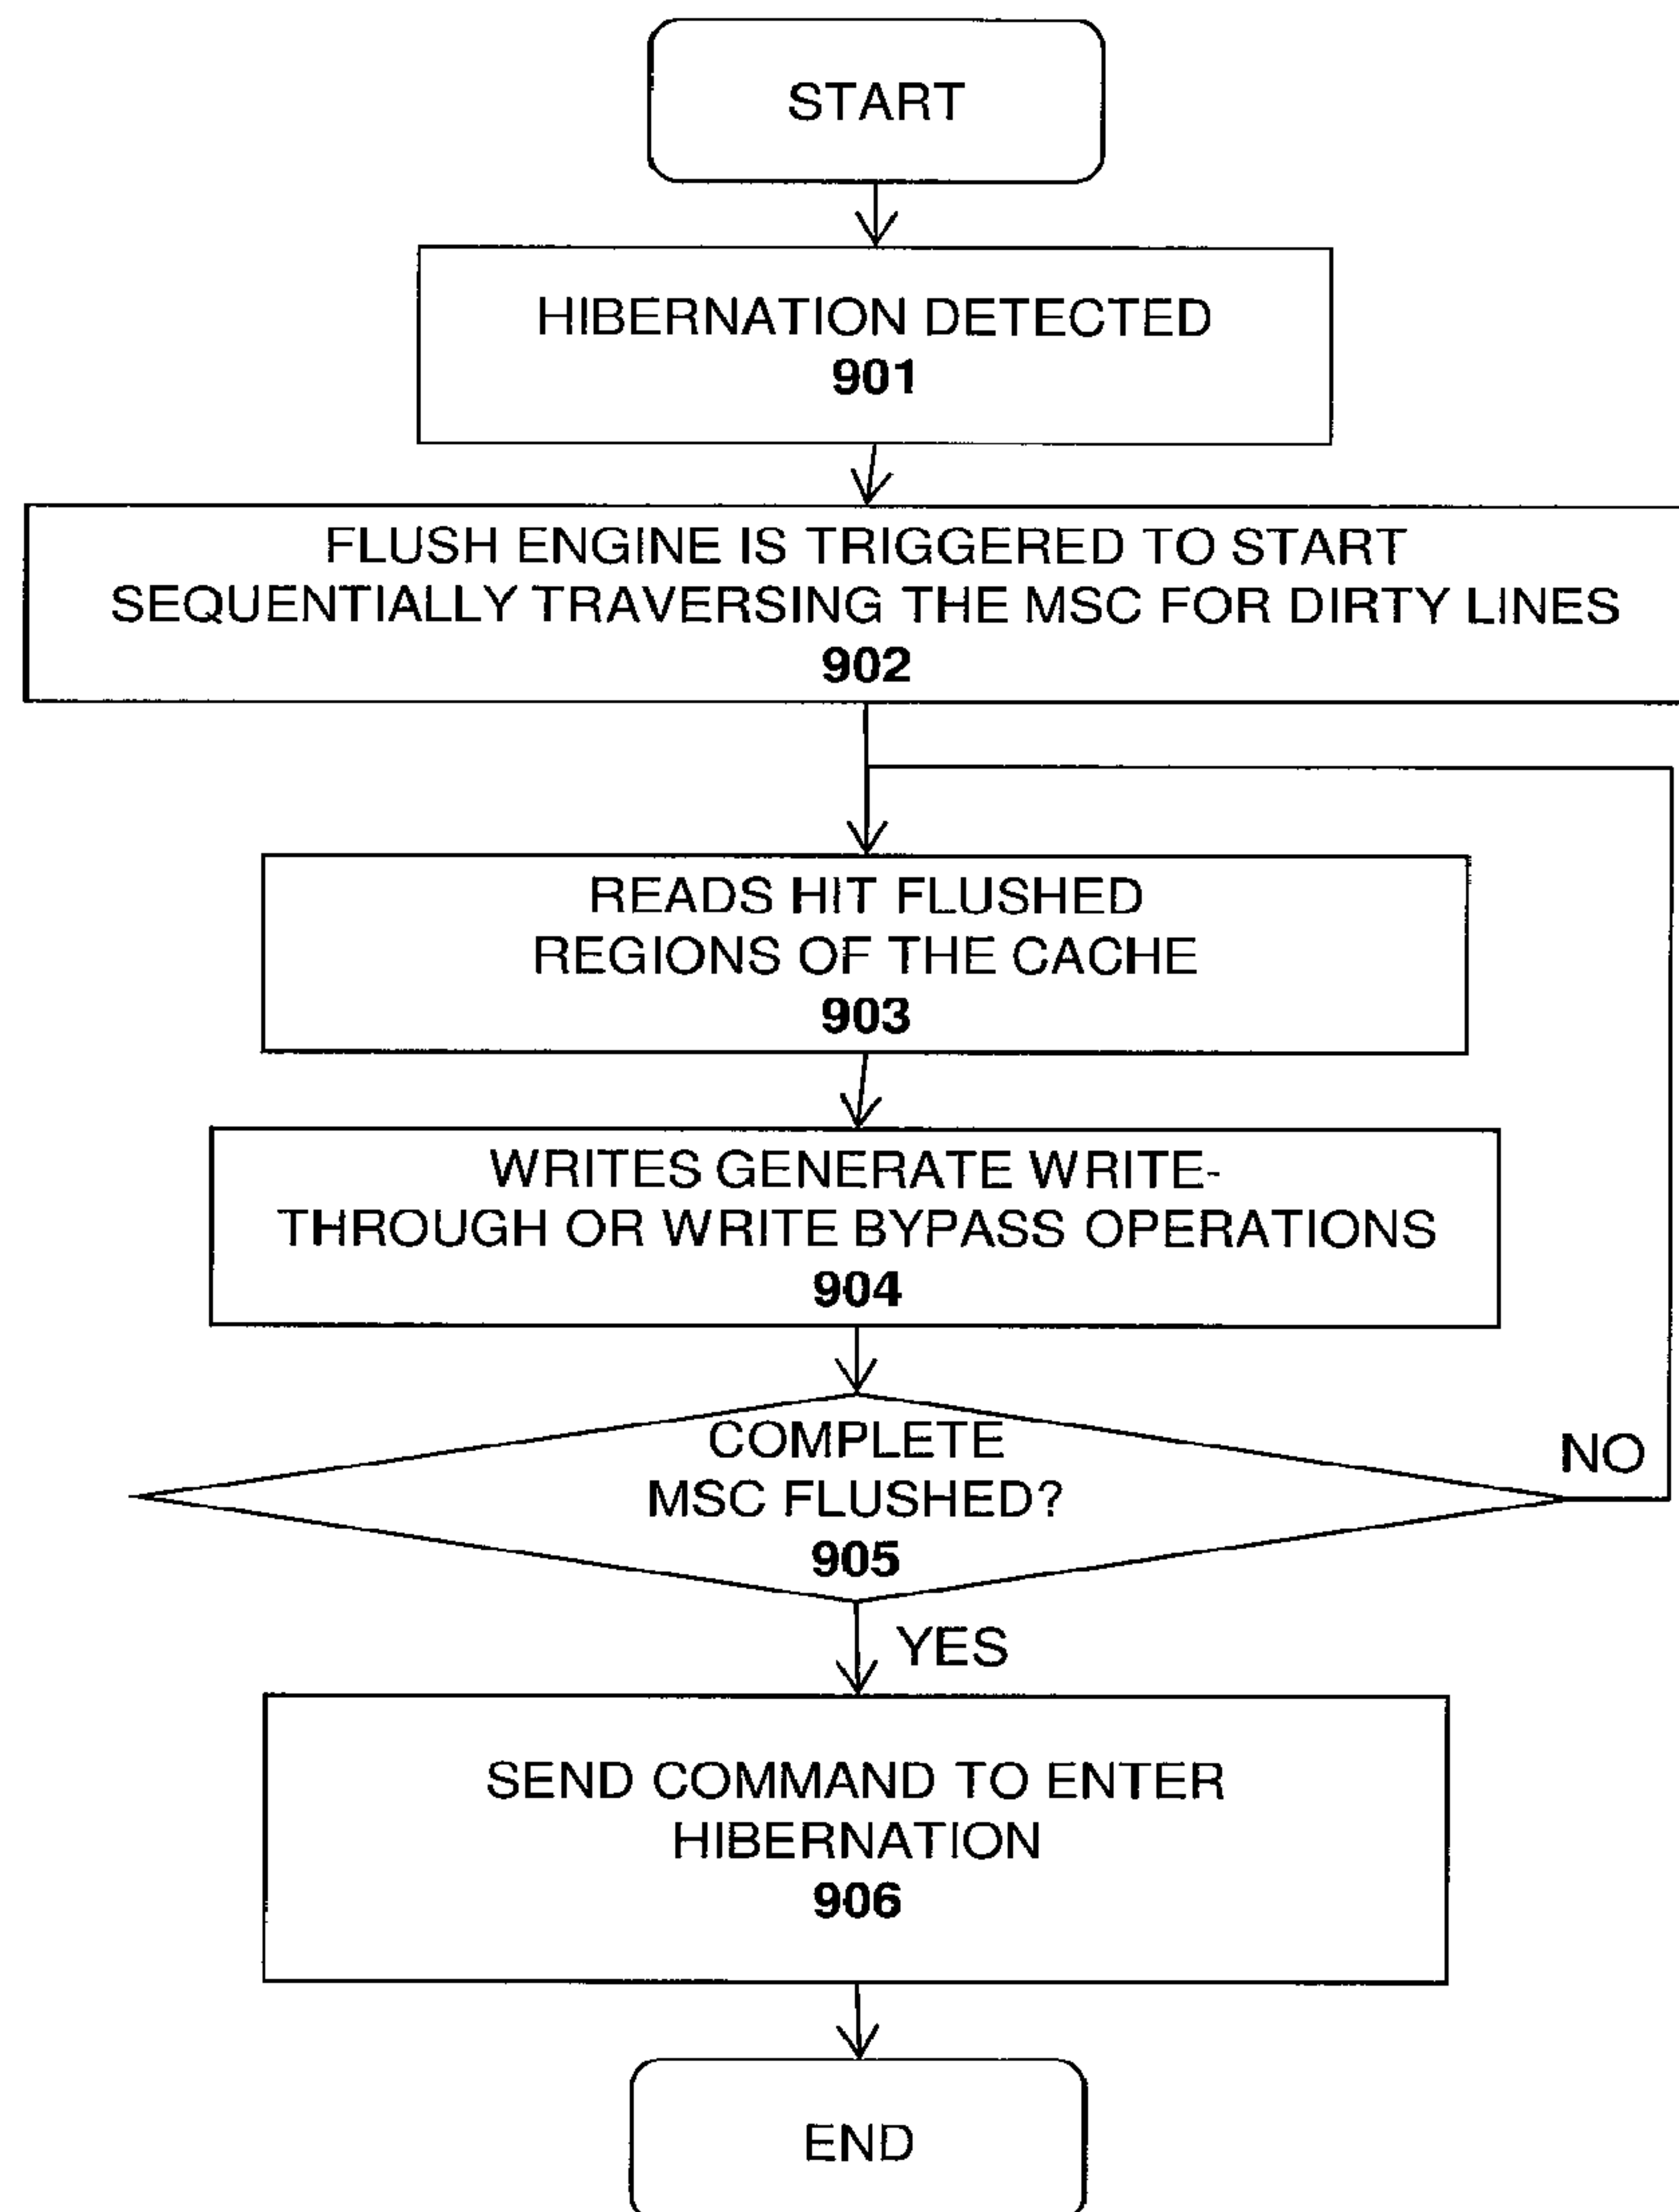 START
HIBERNATION DETECTED
901
FLUSH ENGINE IS TRIGGERED TO START
SEQUENTIALLY TRAVERSING THE MSC FOR DIRTY LINES
902
READS HIT FLUSHED
REGIONS OF THE CACHE
903
WRITES GENERATE WRITE-
THROUGH OR WRITE BYPASS OPERATIONS
904
COMPLETE
MSC FLUSHED?
905
NO
YES
SEND COMMAND TO ENTER
HIBERNATION
906
END